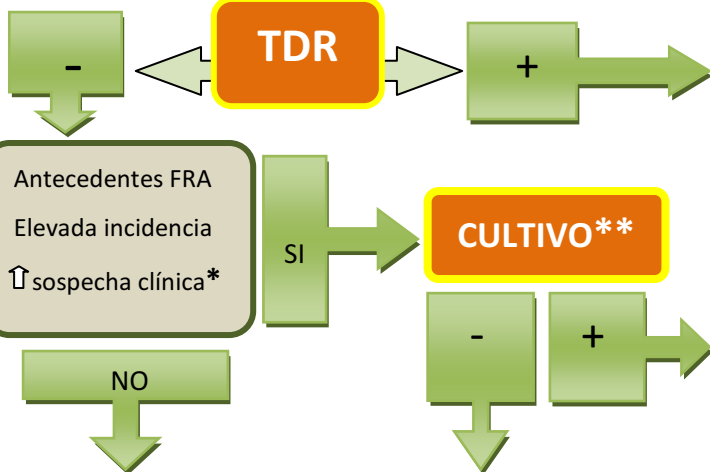 TDR
-
+
Antecedentes FRA
Elevada incidencia
⇧ sospecha clínica*
SI
CULTIVO**
-
+
NO